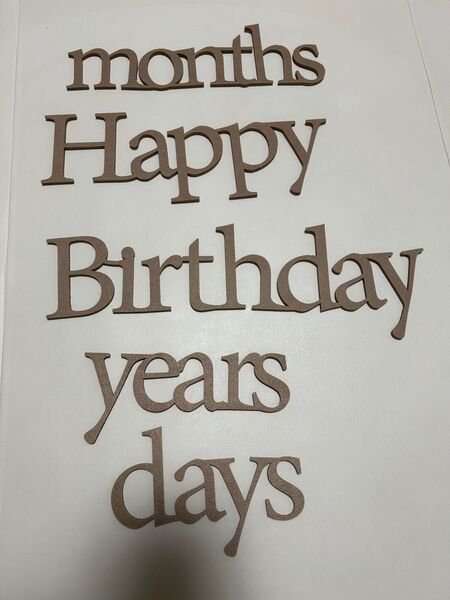 months
Happy
Birthday
years
days